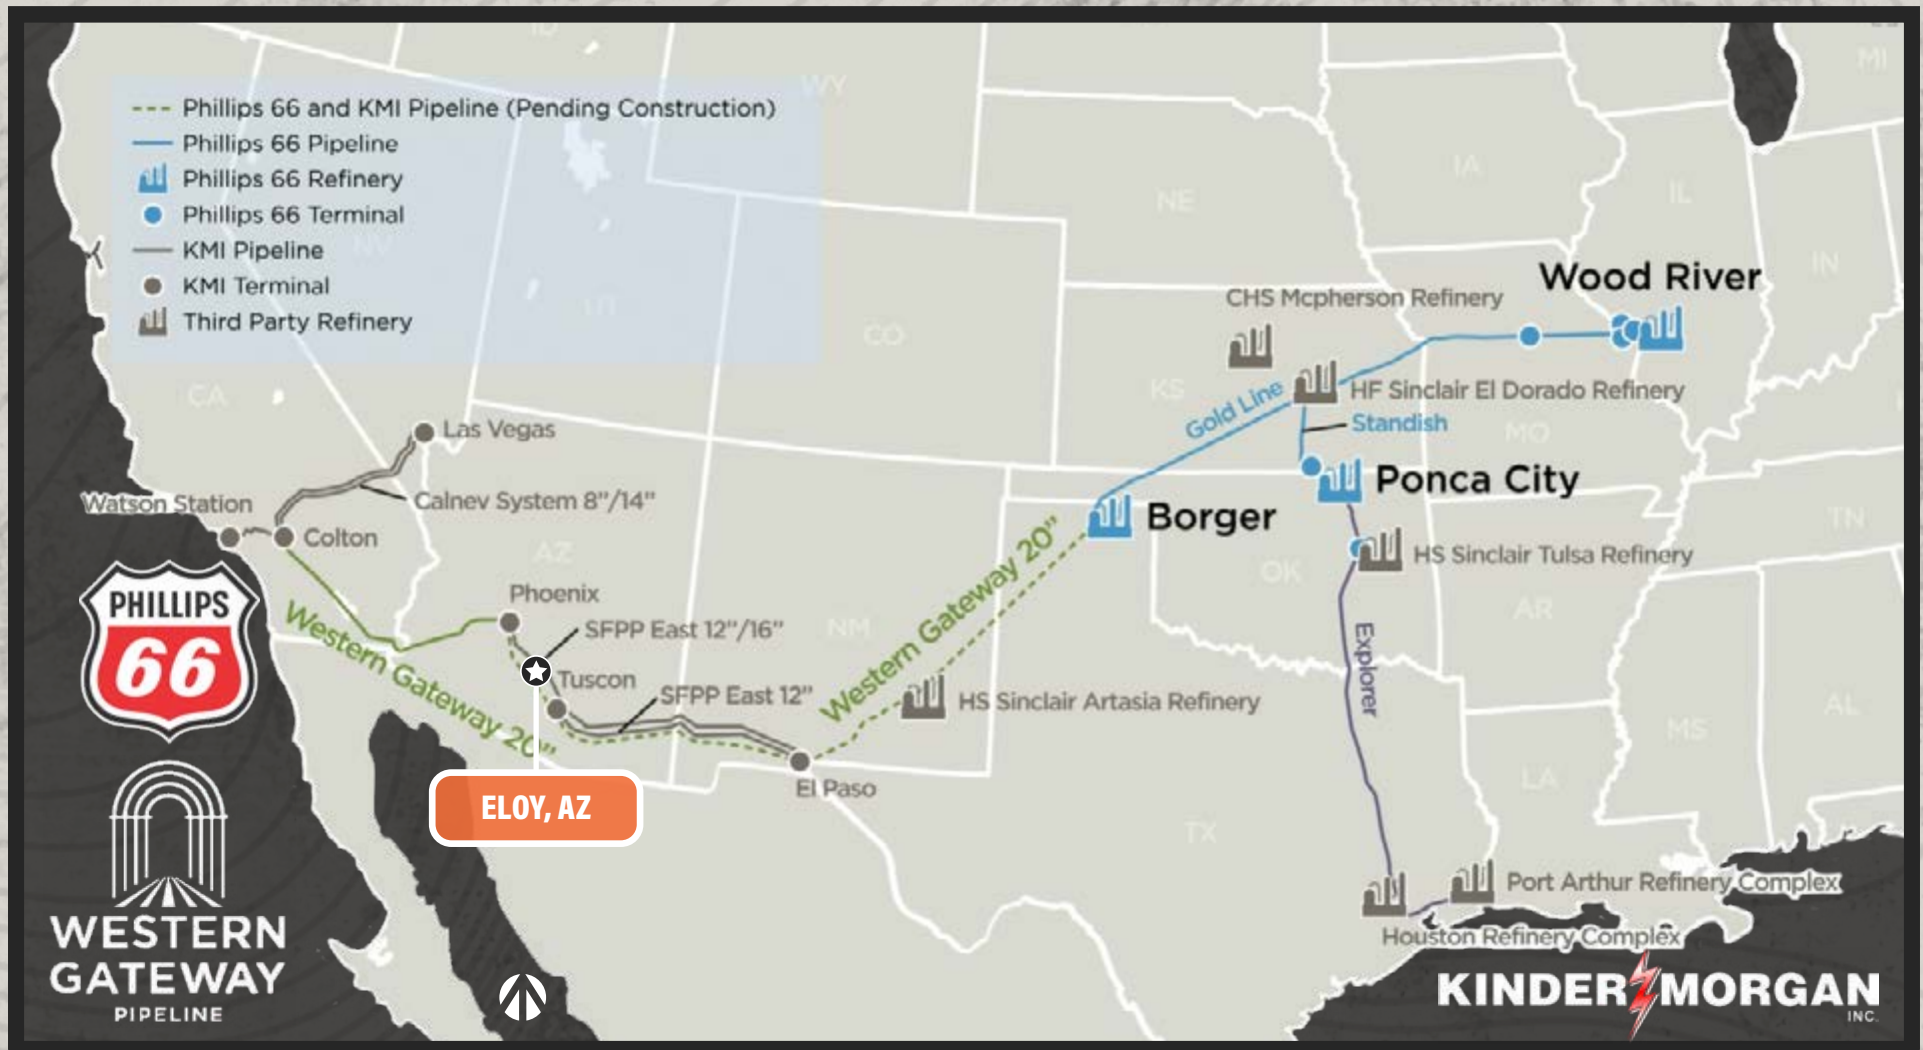 ID
WY
MI
Phillips 66 and KMI Pipeline (Pending Construction)
Phillips 66 Pipeline
Phillips 66 Refinery
Phillips 66 Terminal
KMI Pipeline
KMI Terminal
Third Party Refinery
NV
UT
CO
NE
IA
IL
IN
CA
KS
MO
Wood River
CHS Mcpherson Refinery
HF Sinclair El Dorado Refinery
Gold Line
Standish
Las Vegas
Calnev System 8"/14"
Watson Station
Colton
Ponca City
Borger
TN
AZ
OK
HS Sinclair Tulsa Refinery
AR
Phoenix
SFPP East 12"/16"
NM
Western Gateway 20"
Western Gateway 20"
Tuscon
SFPP East 12"
HS Sinclair Artasia Refinery
Explorer
MS
AL
LA
TX
El Paso
ELOY, AZ
Port Arthur Refinery Complex
Houston Refinery Complex
PHILLIPS
66
WESTERN
GATEWAY
PIPELINE
KINDER MORGAN
INC.